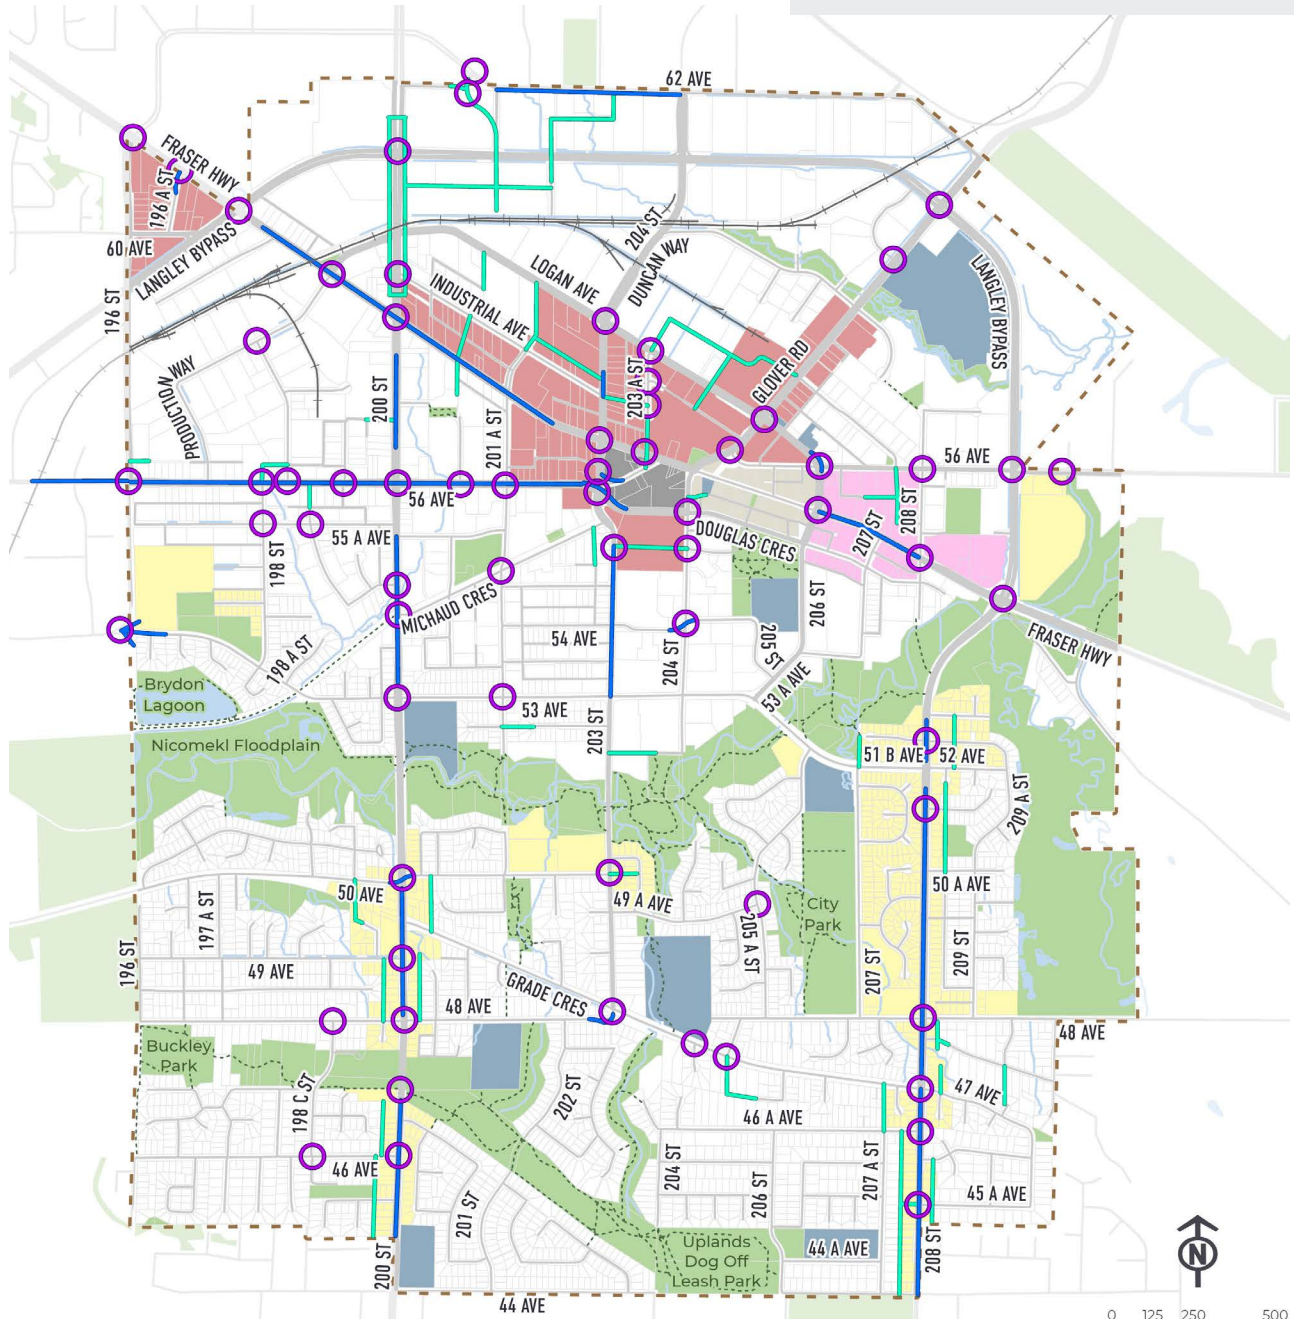 62 AVE
FRASER HWY
196 A ST
204 ST
60 AVE
LANGLEY BYPASS
DUNCAN WAY
LOGAN AVE
LANGLEY BYPASS
INDUSTRIAL AVE
196 ST
PRODUCTION WAY
200 ST
203 A ST
GLOVER RD
201 A ST
56 AVE
56 AVE
208 ST
55 A AVE
198 ST
DOUGLAS CRES
207 ST
MICHAUD CRES
206 ST
54 AVE
204 ST
205 ST
FRASER HWY
198 A ST
53 A AVE
Brydon
Lagoon
53 AVE
203 ST
Nicomekl Floodplain
51 B AVE
52 AVE
209 A ST
50 AVE
50 A AVE
197 A ST
49 A AVE
City
Park
205 A ST
196 ST
49 AVE
207 ST
209 ST
GRADE CRES
48 AVE
48 AVE
Buckley
Park
198 C ST
202 ST
47 AVE
46 A AVE
46 AVE
204 ST
206 ST
207 A ST
45 A AVE
201 ST
200 ST
Uplands
Dog Off
Leash Park
44 A AVE
208 ST
N
44 AVE
0 125 250 500